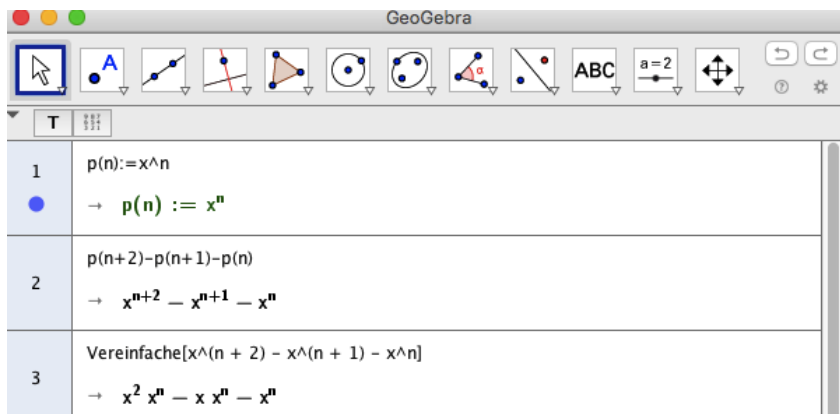 GeoGebra
A
α
ABC
a=2
T
1
p(n):=x^n
→ p(n) := xⁿ
2
p(n+2)-p(n+1)-p(n)
→ xⁿ⁺² − xⁿ⁺¹ − xⁿ
3
Vereinfache[x^(n + 2) - x^(n + 1) - x^n]
→ x² xⁿ − x xⁿ − xⁿ